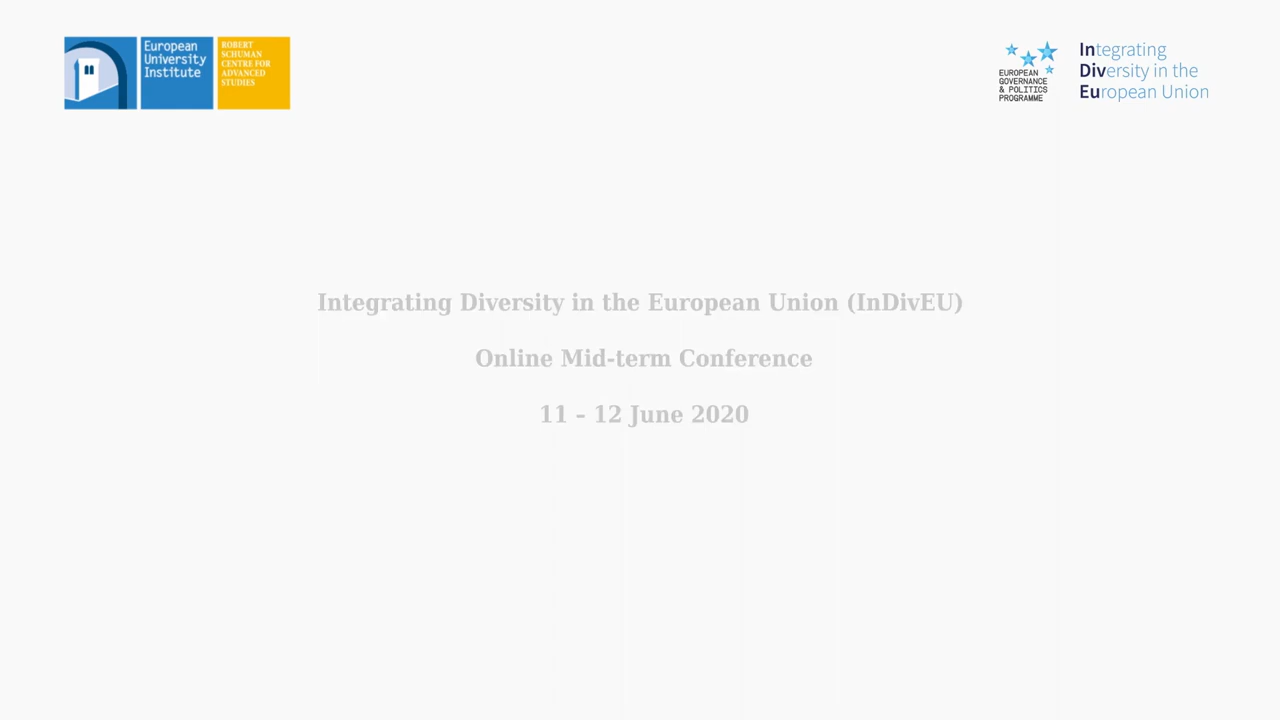 European
University
Institute
ROBERT
SCHUMAN
CENTRE FOR
ADVANCED
STUDIES
EUROPEAN
GOVERNANCE
& POLITICS
PROGRAMME
Integrating
Diversity in the
European Union
Integrating Diversity in the European Union (InDivEU)
Online Mid-term Conference
11 – 12 June 2020